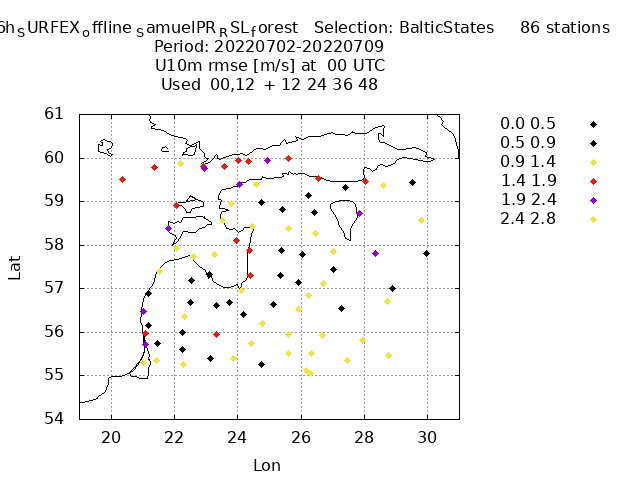 6h_SURFEX_offline_SamuelPR_RSL_forest   Selection: BalticStates     86 stations
Period: 20220702-20220709
U10m rmse [m/s] at  00 UTC
Used  00,12  + 12 24 36 48
61
60
59
58
57
56
55
54
Lat
20 22 24 26 28 30
Lon
0.0 0.5
0.5 0.9
0.9 1.4
1.4 1.9
1.9 2.4
2.4 2.8